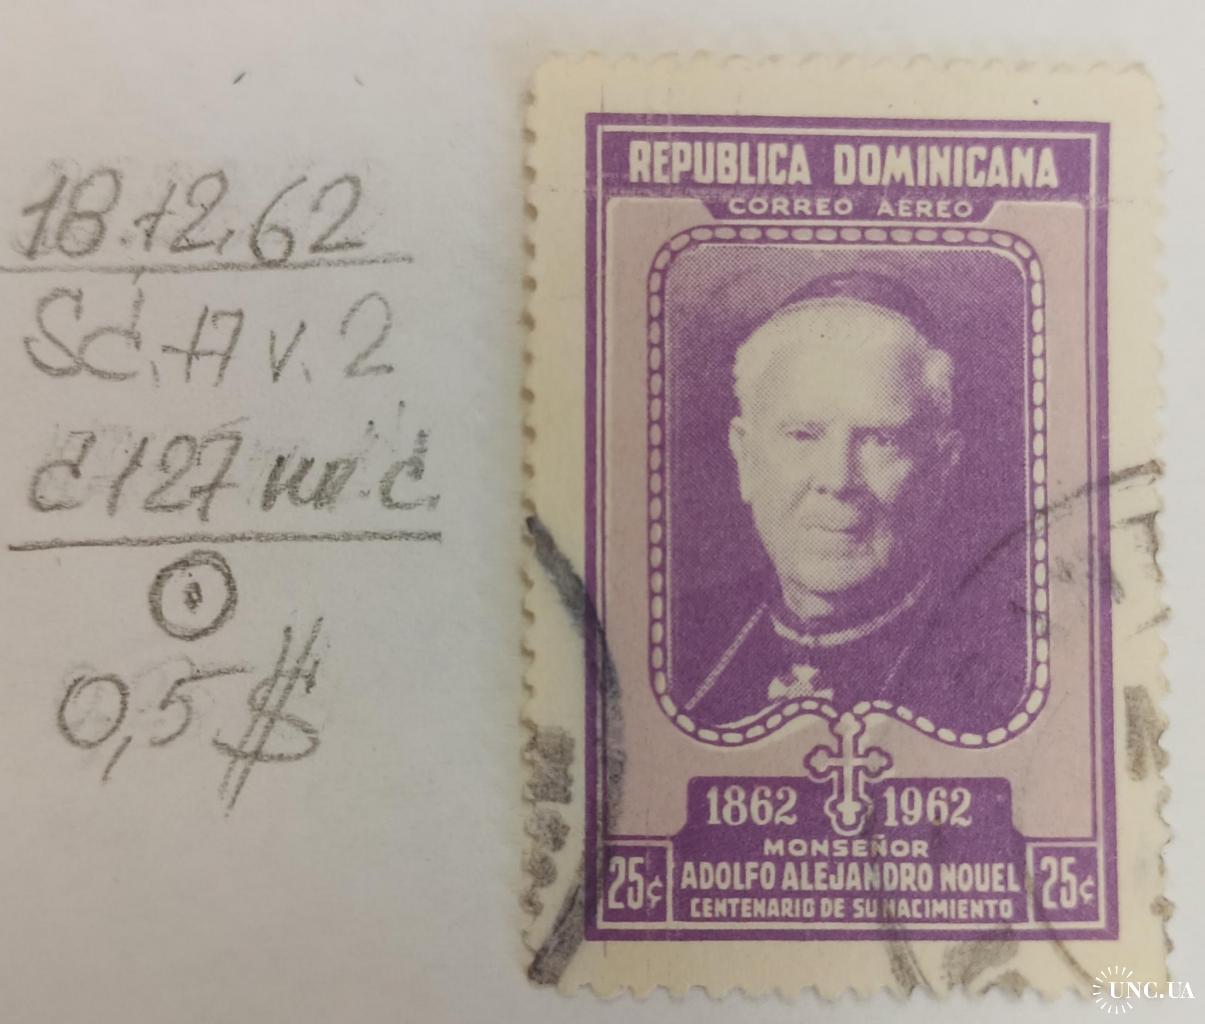 18.12.62
Sc. 17 v. 2
C127
0,5 $
REPUBLICA DOMINICANA
CORREO AEREO
1862 1962
MONSEÑOR
25¢ ADOLFO ALEJANDRO NOUEL 25¢
CENTENARIO DE SU NACIMIENTO
UNC.UA